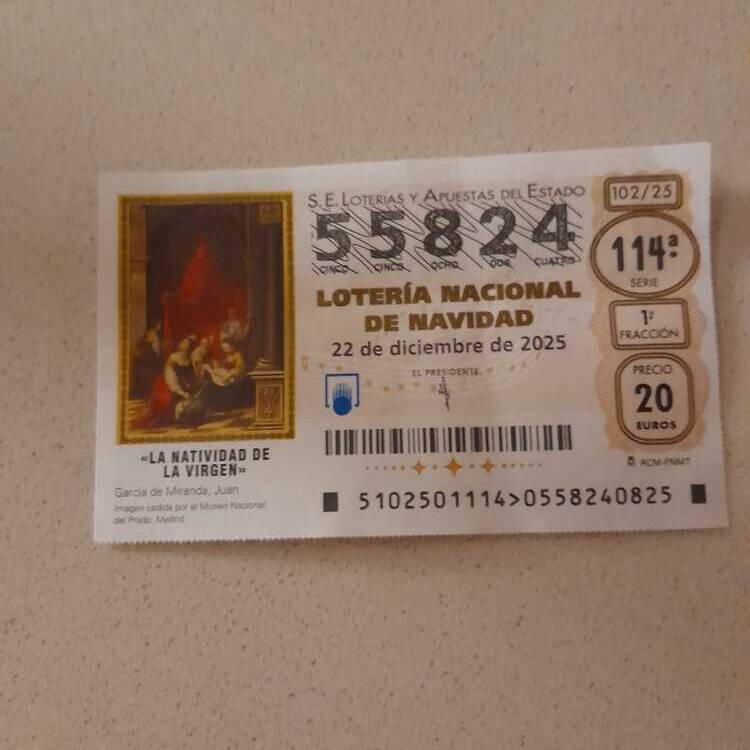 S.E. LOTERÍAS Y APUESTAS DEL ESTADO
55824
CINCO CINCO OCHO DOS CUATRO
LOTERÍA NACIONAL
DE NAVIDAD
22 de diciembre de 2025
EL PRESIDENTE,
102/25
114ª
SERIE
1ª
FRACCIÓN
PRECIO
20
EUROS
RCM-FNMT
5102501114>0558240825
«LA NATIVIDAD DE
LA VIRGEN»
García de Miranda, Juan
Imagen cedida por el Museo Nacional
del Prado. Madrid